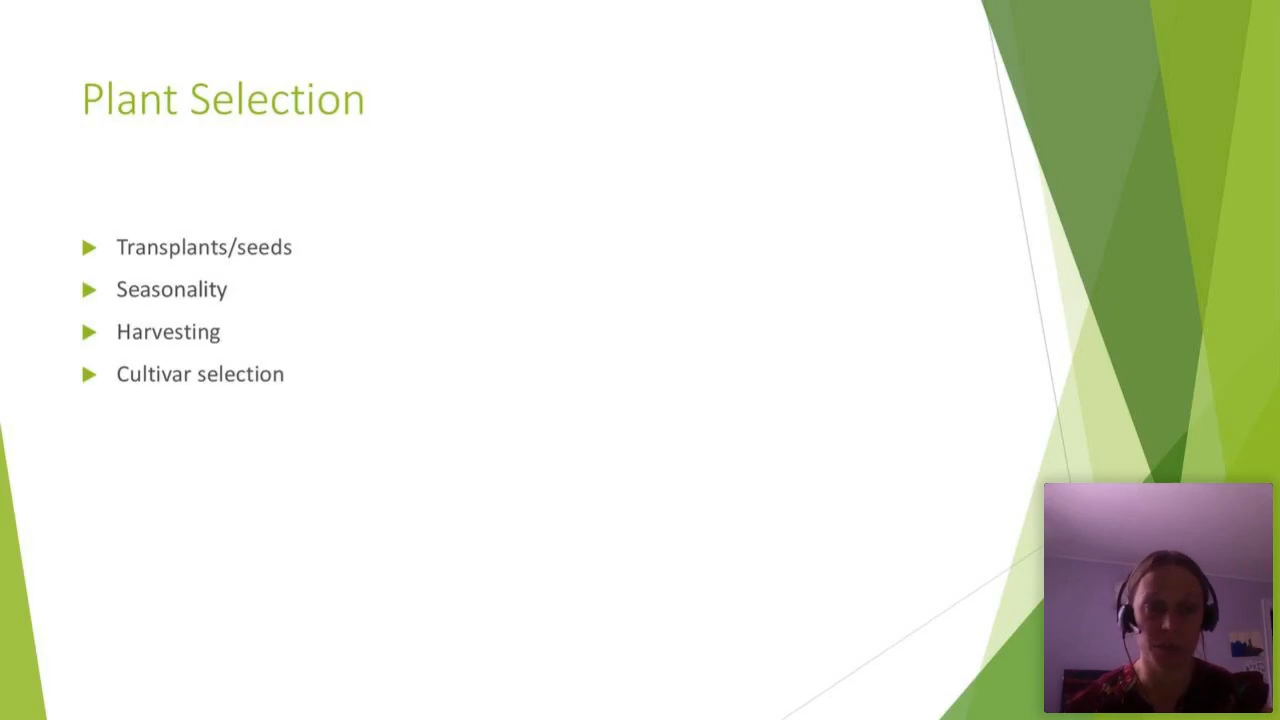 Plant Selection
Transplants/seeds
Seasonality
Harvesting
Cultivar selection